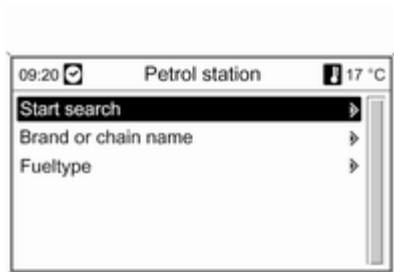 09:20 Petrol station 17 °C
Start search
Brand or chain name
Fueltype